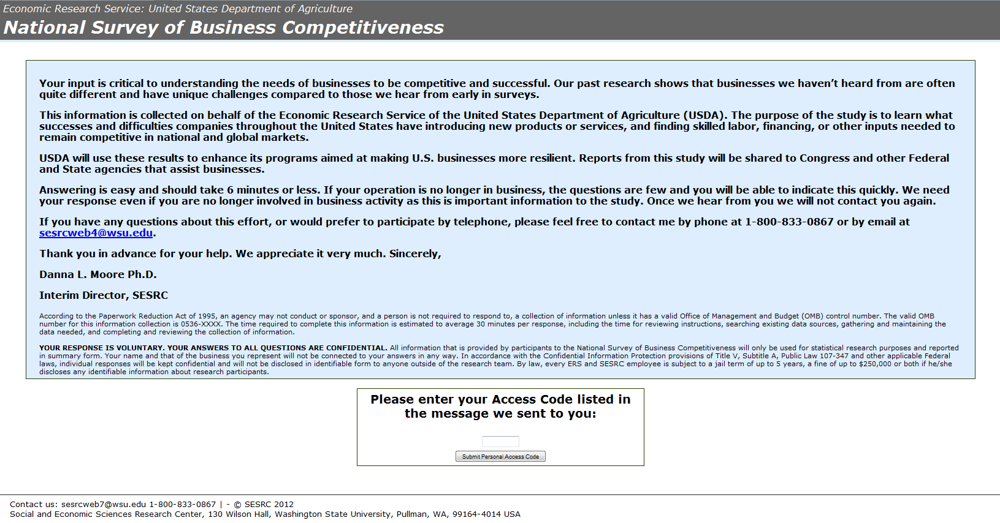 Economic Research Service: United States Department of Agriculture
National Survey of Business Competitiveness
Your input is critical to understanding the needs of businesses to be competitive and successful. Our past research shows that businesses we haven't heard from are often
quite different and have unique challenges compared to those we hear from early in surveys.
This information is collected on behalf of the Economic Research Service of the United States Department of Agriculture (USDA). The purpose of the study is to learn what
successes and difficulties companies throughout the United States have introducing new products or services, and finding skilled labor, financing, or other inputs needed to
remain competitive in national and global markets.
USDA will use these results to enhance its programs aimed at making U.S. businesses more resilient. Reports from this study will be shared to Congress and other Federal
and State agencies that assist businesses.
Answering is easy and should take 6 minutes or less. If your operation is no longer in business, the questions are few and you will be able to indicate this quickly. We need
your response even if you are no longer involved in business activity as this is important information to the study. Once we hear from you we will not contact you again.
If you have any questions about this effort, or would prefer to participate by telephone, please feel free to contact me by phone at 1-800-833-0867 or by email at
sesrcweb4@wsu.edu.
Thank you in advance for your help. We appreciate it very much. Sincerely,
Danna L. Moore Ph.D.
Interim Director, SESRC
According to the Paperwork Reduction Act of 1995, an agency may not conduct or sponsor, and a person is not required to respond to, a collection of information unless it has a valid Office of Management and Budget (OMB) control number. The valid OMB
number for this information collection is 0536-XXXX. The time required to complete this information is estimated to average 30 minutes per response, including the time for reviewing instructions, searching existing data sources, gathering and maintaining the
data needed, and completing and reviewing the collection of information.
YOUR RESPONSE IS VOLUNTARY. YOUR ANSWERS TO ALL QUESTIONS ARE CONFIDENTIAL. All information that is provided by participants to the National Survey of Business Competitiveness will only be used for statistical research purposes and reported
in summary form. Your name and that of the business you represent will not be connected to your answers in any way. In accordance with the Confidential Information Protection provisions of Title V, Subtitle A, Public Law 107-347 and other applicable Federal
laws, individual responses will be kept confidential and will not be disclosed in identifiable form to anyone outside of the research team. By law, every ERS and SESRC employee is subject to a jail term of up to 5 years, a fine of up to $250,000 or both if he/she
discloses any identifiable information about research participants.
Please enter your Access Code listed in
the message we sent to you:
Submit Personal Access Code
Contact us: sesrcweb7@wsu.edu 1-800-833-0867 | - © SESRC 2012
Social and Economic Sciences Research Center, 130 Wilson Hall, Washington State University, Pullman, WA, 99164-4014 USA